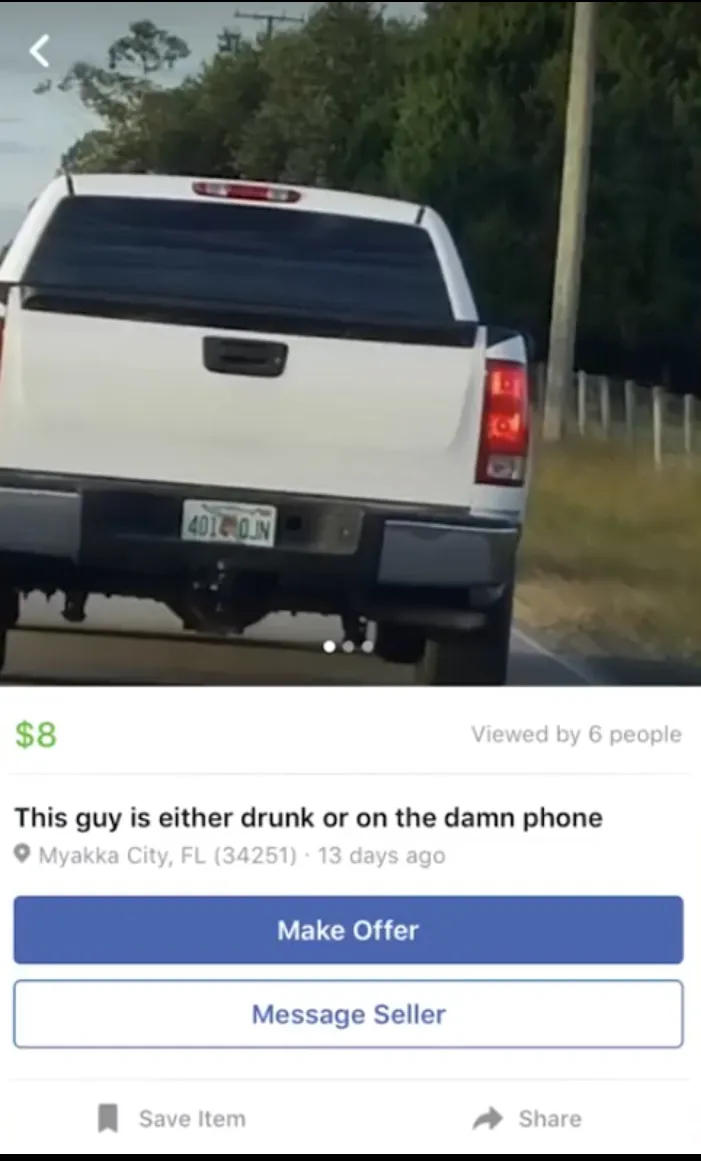 401 OJN
$8
Viewed by 6 people
This guy is either drunk or on the damn phone
Myakka City, FL (34251) · 13 days ago
Make Offer
Message Seller
Save Item
Share